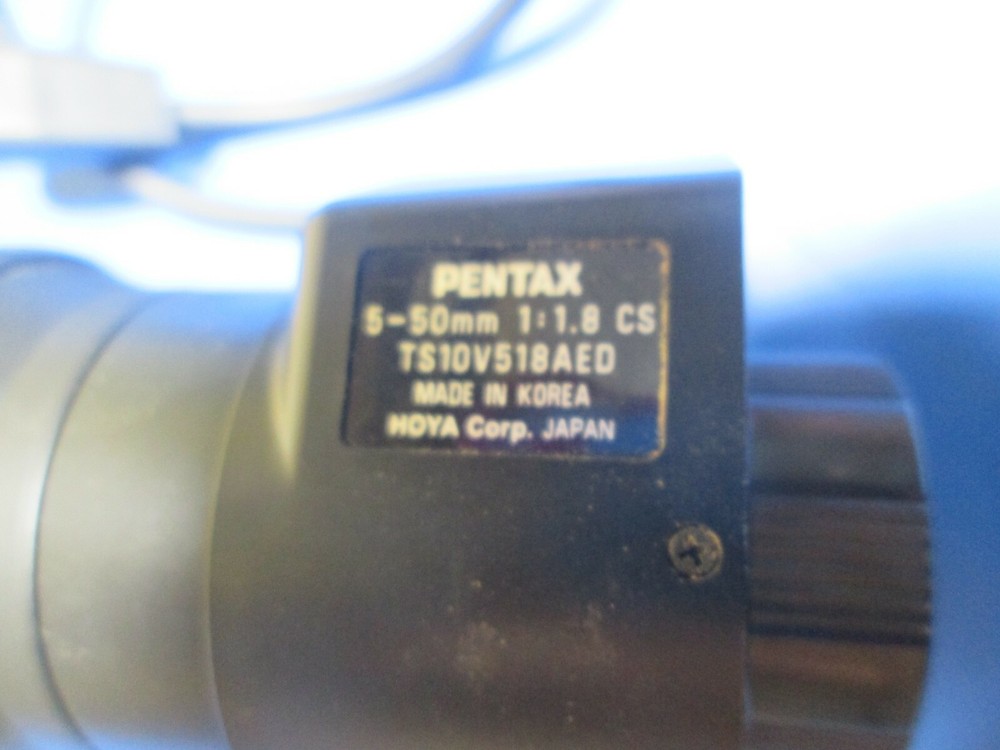 PENTAX
5-50mm 1:1.8 CS
TS10V518AED
MADE IN KOREA
HOYA Corp. JAPAN